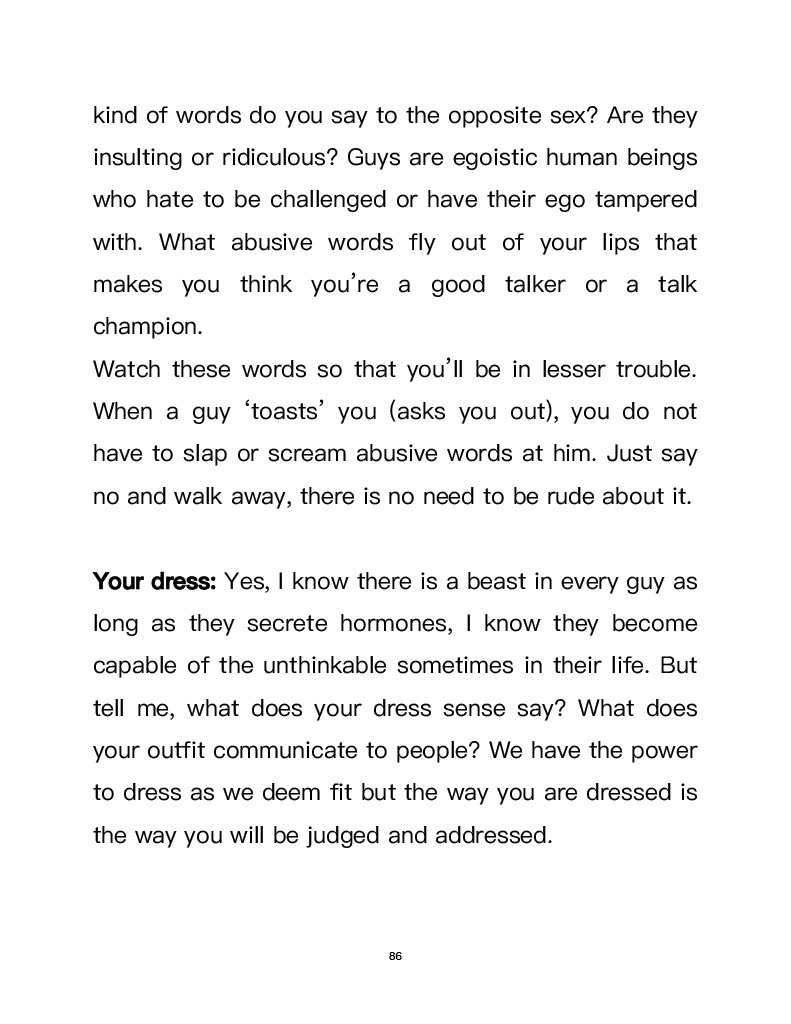 kind of words do you say to the opposite sex? Are they
insulting or ridiculous? Guys are egoistic human beings
who hate to be challenged or have their ego tampered
with. What abusive words fly out of your lips that
makes you think you’re a good talker or a talk
champion.
Watch these words so that you’ll be in lesser trouble.
When a guy ‘toasts’ you (asks you out), you do not
have to slap or scream abusive words at him. Just say
no and walk away, there is no need to be rude about it.
Your dress: Yes, I know there is a beast in every guy as
long as they secrete hormones, I know they become
capable of the unthinkable sometimes in their life. But
tell me, what does your dress sense say? What does
your outfit communicate to people? We have the power
to dress as we deem fit but the way you are dressed is
the way you will be judged and addressed.
86